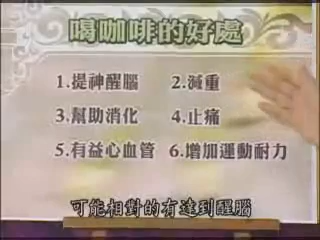 喝咖啡的好處
1.提神醒腦 2.減重
3.幫助消化 4.止痛
5.有益心血管 6.增加運動耐力
可能相對的有達到醒腦